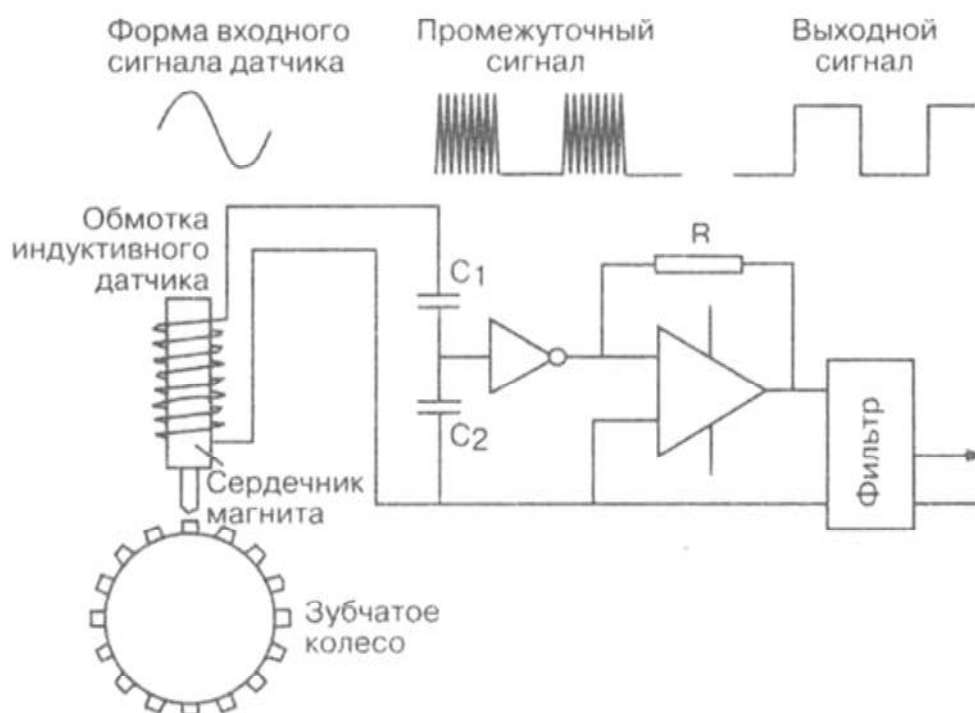 Форма входного
сигнала датчика
Промежуточный
сигнал
Выходной
сигнал
Обмотка
индуктивного
датчика
C1
R
C2
Сердечник
магнита
Фильтр
Зубчатое
колесо